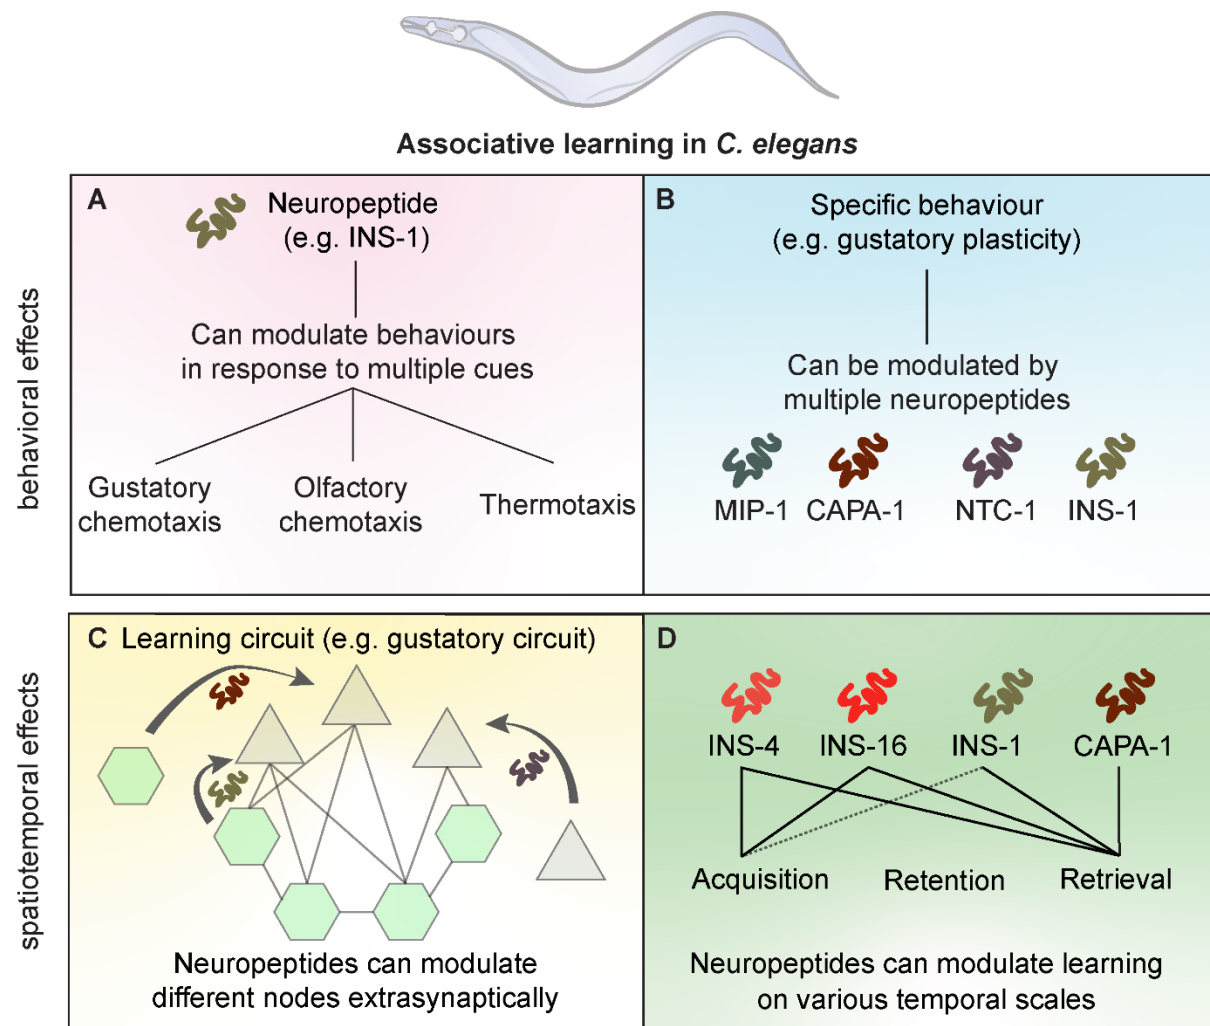 Associative learning in C. elegans
behavioral effects
A
Neuropeptide
(e.g. INS-1)
Can modulate behaviours
in response to multiple cues
Gustatory
chemotaxis
Olfactory
chemotaxis
Thermotaxis
B
Specific behaviour
(e.g. gustatory plasticity)
Can be modulated by
multiple neuropeptides
MIP-1 CAPA-1 NTC-1 INS-1
spatiotemporal effects
C Learning circuit (e.g. gustatory circuit)
Neuropeptides can modulate
different nodes extrasynaptically
D
INS-4 INS-16 INS-1 CAPA-1
Acquisition Retention Retrieval
Neuropeptides can modulate learning
on various temporal scales